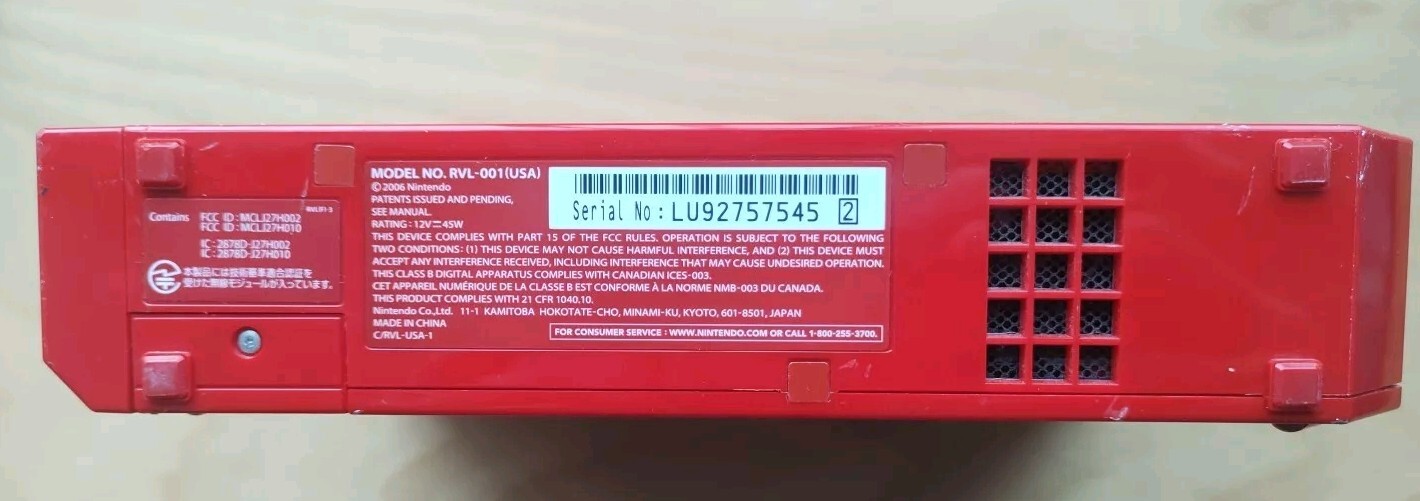 MODEL NO. RVL-001(USA)
© 2006 Nintendo
PATENTS ISSUED AND PENDING,
SEE MANUAL.
RATING : 12V⎓45W
Serial No : LU92757545 2
THIS DEVICE COMPLIES WITH PART 15 OF THE FCC RULES. OPERATION IS SUBJECT TO THE FOLLOWING
TWO CONDITIONS: (1) THIS DEVICE MAY NOT CAUSE HARMFUL INTERFERENCE, AND (2) THIS DEVICE MUST
ACCEPT ANY INTERFERENCE RECEIVED, INCLUDING INTERFERENCE THAT MAY CAUSE UNDESIRED OPERATION.
THIS CLASS B DIGITAL APPARATUS COMPLIES WITH CANADIAN ICES-003.
CET APPAREIL NUMÉRIQUE DE LA CLASSE B EST CONFORME À LA NORME NMB-003 DU CANADA.
THIS PRODUCT COMPLIES WITH 21 CFR 1040.10.
Nintendo Co.,Ltd. 11-1 KAMITOBA HOKOTATE-CHO, MINAMI-KU, KYOTO, 601-8501, JAPAN
MADE IN CHINA
C/RVL-USA-1
FOR CONSUMER SERVICE : WWW.NINTENDO.COM OR CALL 1-800-255-3700.
Contains FCC ID : MCLJ27H002
FCC ID : MCLJ27H010
IC : 2878D-J27H002
IC : 2878D-J27H010
本製品には技術基準適合認証を
受けた無線モジュールが入っています。